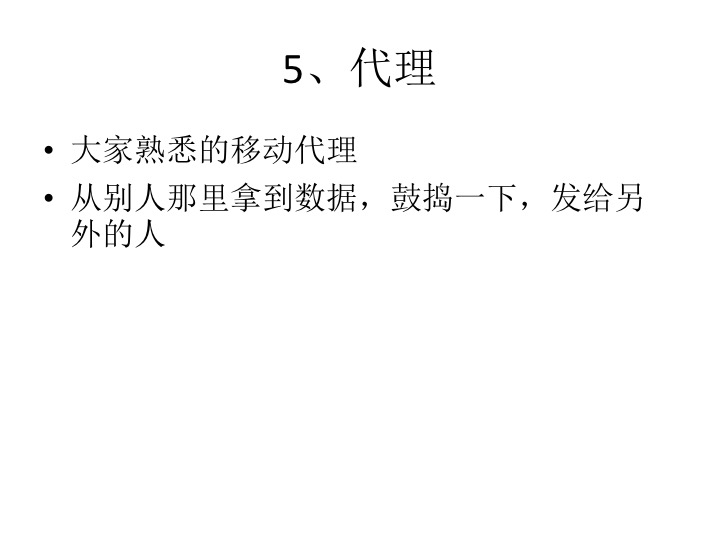 5、代理
• 大家熟悉的移动代理
• 从别人那里拿到数据，鼓捣一下，发给另
外的人